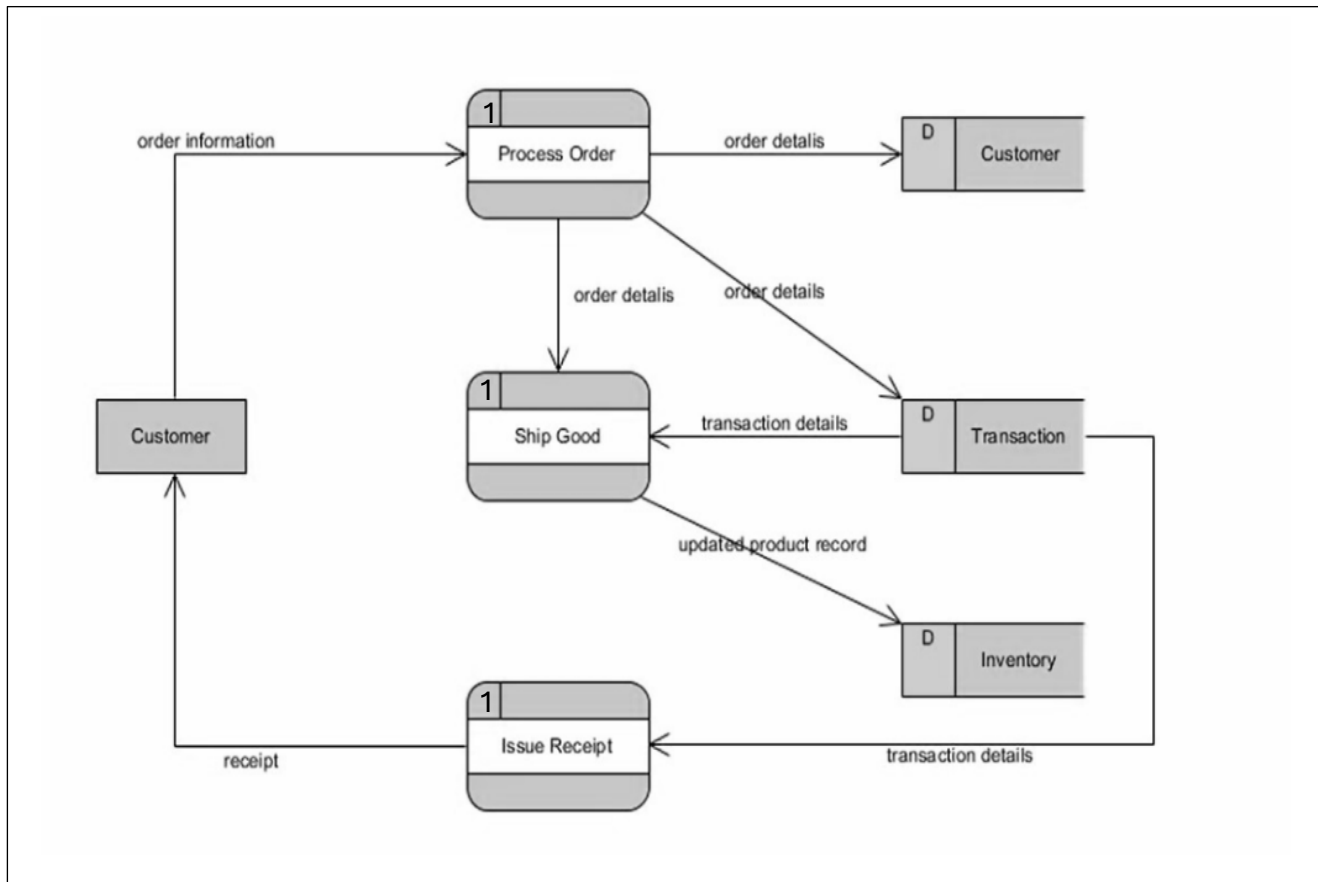 1
order information
Process Order
order detalis
D
Customer
order detalis
order details
1
Customer
Ship Good
transaction details
D
Transaction
updated product record
D
Inventory
1
Issue Receipt
receipt
transaction details